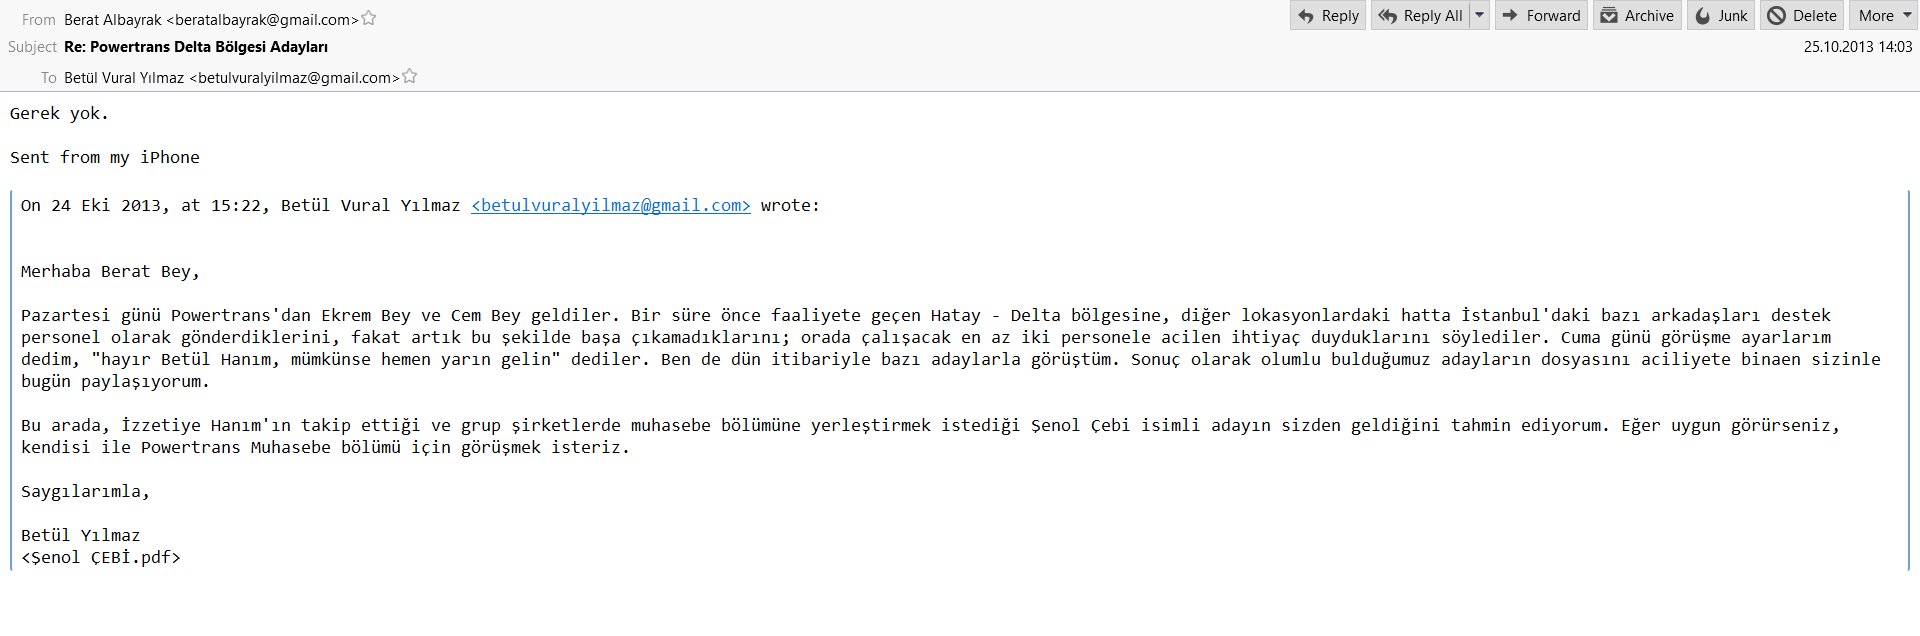 From Berat Albayrak <beratalbayrak@gmail.com>
Reply Reply All Forward Archive Junk Delete More
Subject Re: Powertrans Delta Bölgesi Adayları
25.10.2013 14:03
To Betül Vural Yılmaz <betulvuralyilmaz@gmail.com>
Gerek yok.
Sent from my iPhone
On 24 Eki 2013, at 15:22, Betül Vural Yılmaz <betulvuralyilmaz@gmail.com> wrote:
Merhaba Berat Bey,
Pazartesi günü Powertrans'dan Ekrem Bey ve Cem Bey geldiler. Bir süre önce faaliyete geçen Hatay - Delta bölgesine, diğer lokasyonlardaki hatta İstanbul'daki bazı arkadaşları destek
personel olarak gönderdiklerini, fakat artık bu şekilde başa çıkamadıklarını; orada çalışacak en az iki personele acilen ihtiyaç duyduklarını söylediler. Cuma günü görüşme ayarlarım
dedim, "hayır Betül Hanım, mümkünse hemen yarın gelin" dediler. Ben de dün itibariyle bazı adaylarla görüştüm. Sonuç olarak olumlu bulduğumuz adayların dosyasını aciliyete binaen sizinle
bugün paylaşıyorum.
Bu arada, İzzetiye Hanım'ın takip ettiği ve grup şirketlerde muhasebe bölümüne yerleştirmek istediği Şenol Çebi isimli adayın sizden geldiğini tahmin ediyorum. Eğer uygun görürseniz,
kendisi ile Powertrans Muhasebe bölümü için görüşmek isteriz.
Saygılarımla,
Betül Yılmaz
<Şenol ÇEBİ.pdf>